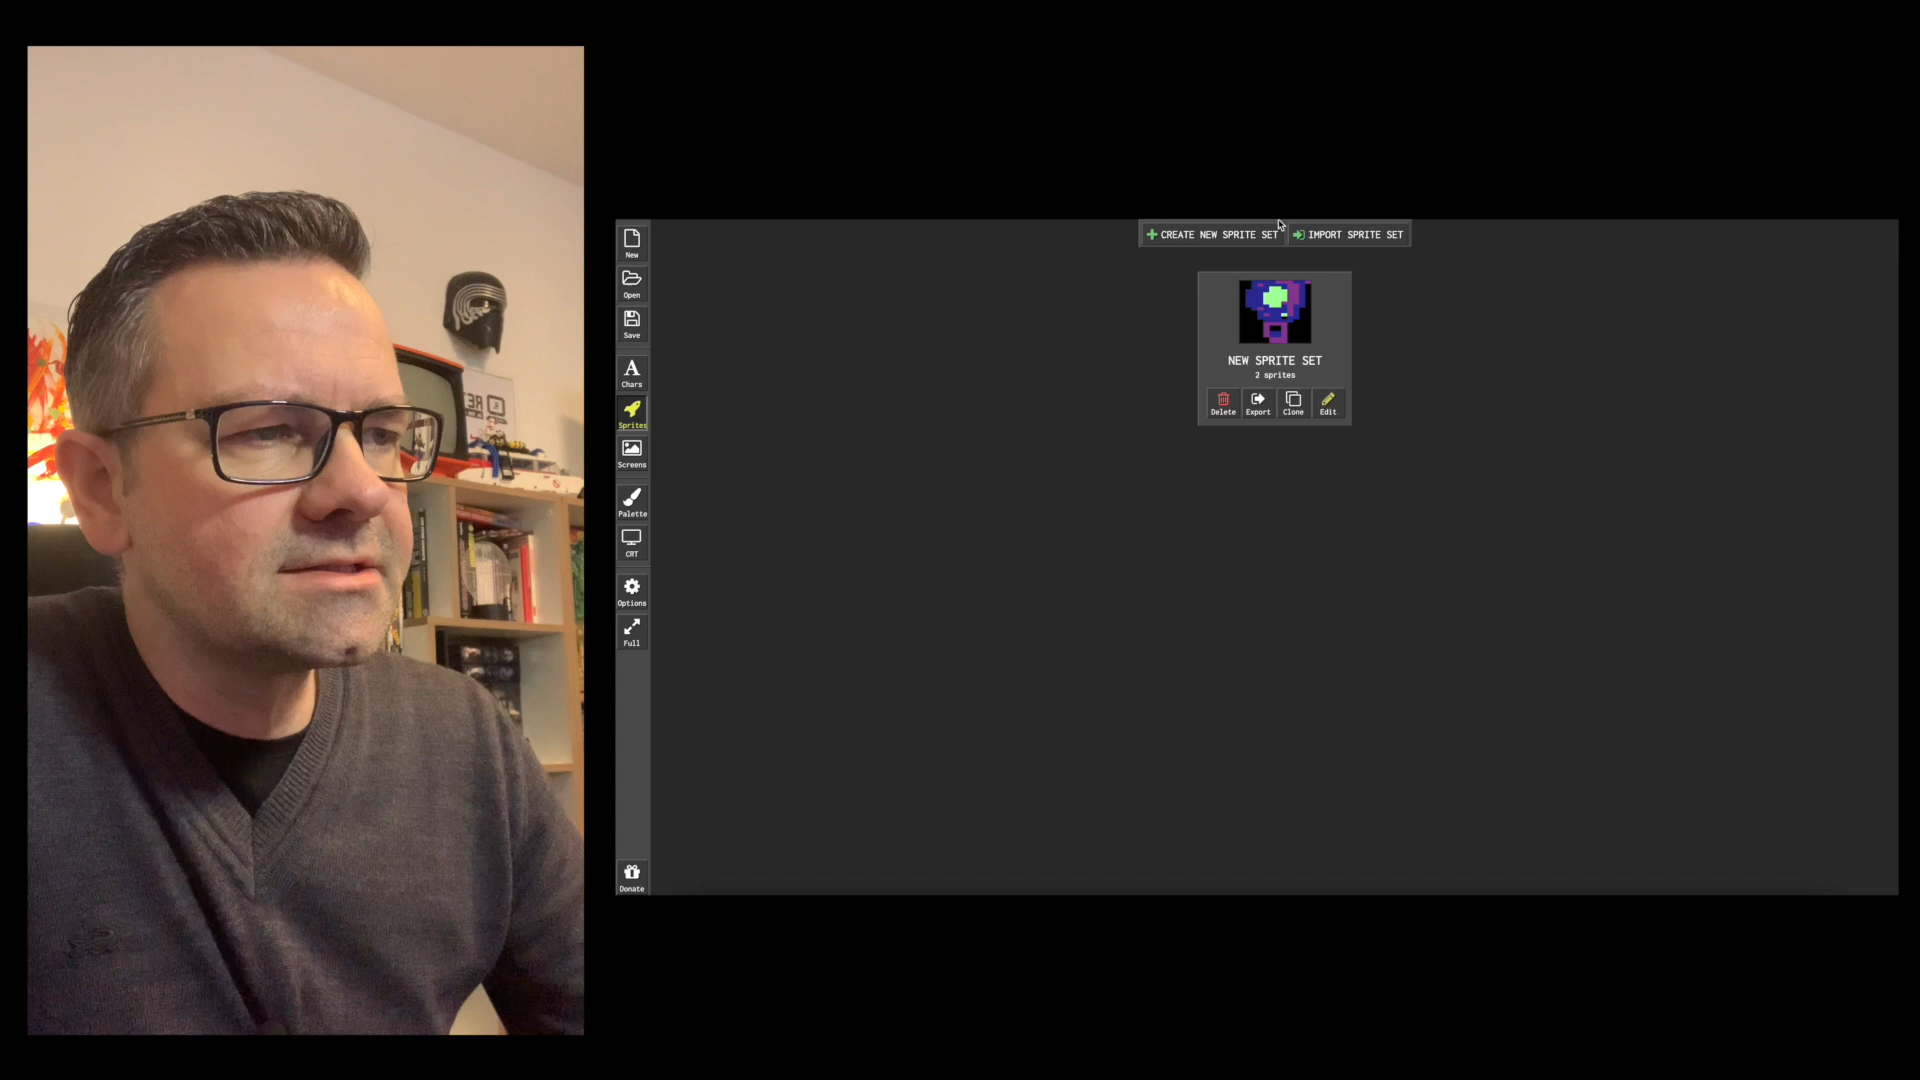 CREATE NEW SPRITE SET
IMPORT SPRITE SET
New
Open
Save
Chars
Sprites
Screens
Palette
CRT
Options
Full
Donate
NEW SPRITE SET
2 sprites
Delete
Export
Clone
Edit